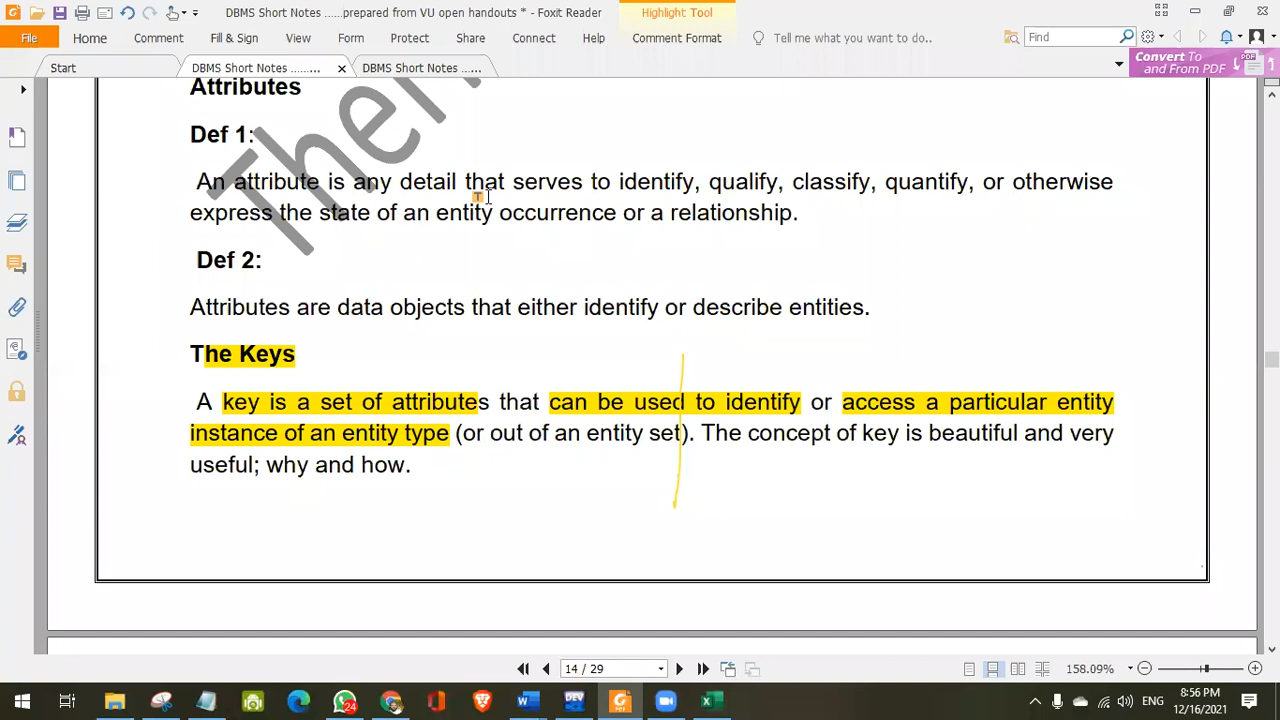 DBMS Short Notes ......prepared from VU open handouts * - Foxit Reader
Highlight Tool
File
Home
Comment
Fill & Sign
View
Form
Protect
Share
Connect
Help
Comment Format
Tell me what you want to do..
Find
Start
DBMS Short Notes ........
DBMS Short Notes ......
Convert To
and From PDF
PDF
Attributes
Def 1:
An attribute is any detail that serves to identify, qualify, classify, quantify, or otherwise
express the state of an entity occurrence or a relationship.
Def 2:
Attributes are data objects that either identify or describe entities.
The Keys
A key is a set of attributes that can be used to identify or access a particular entity
instance of an entity type (or out of an entity set). The concept of key is beautiful and very
useful; why and how.
14 / 29
158.09%
24
DEV
ENG
8:56 PM
12/16/2021